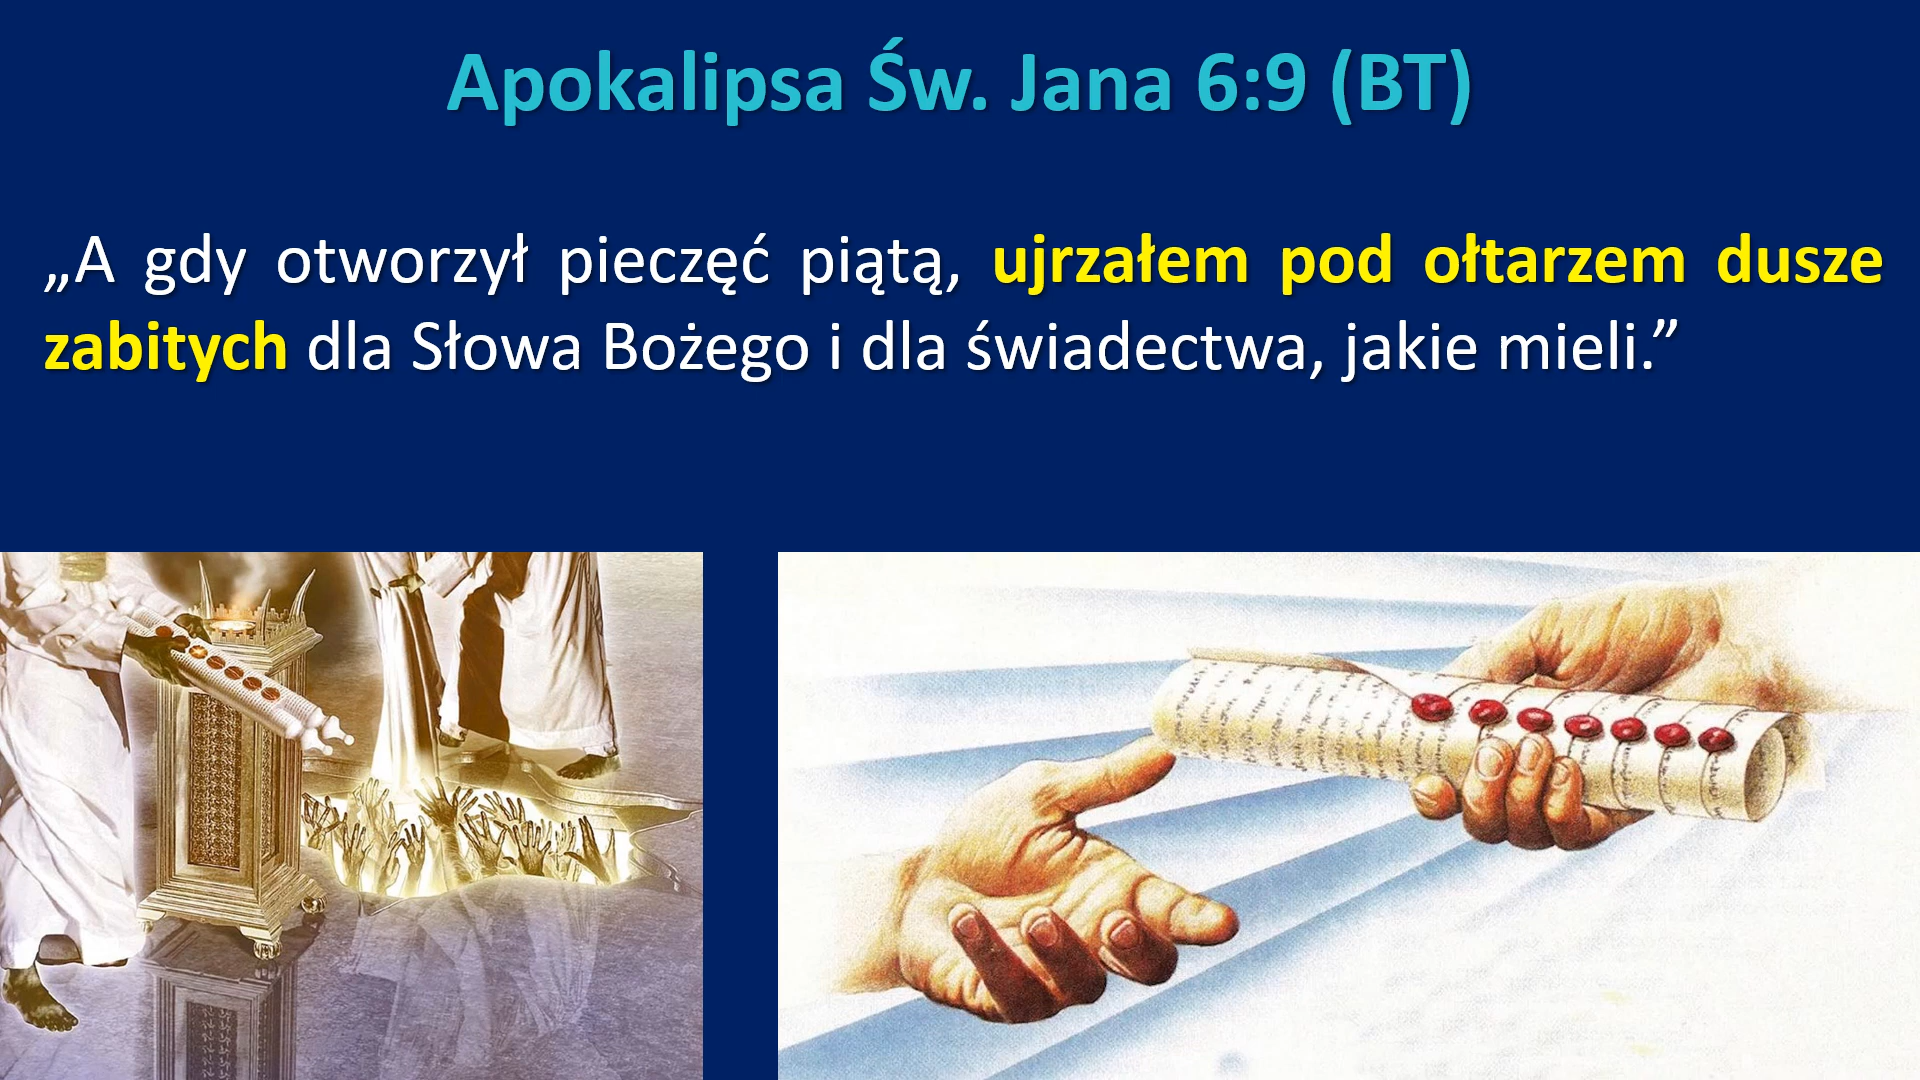 Apokalipsa Św. Jana 6:9 (BT)
„A gdy otworzył pieczęć piątą, ujrzałem pod ołtarzem dusze
zabitych dla Słowa Bożego i dla świadectwa, jakie mieli.”